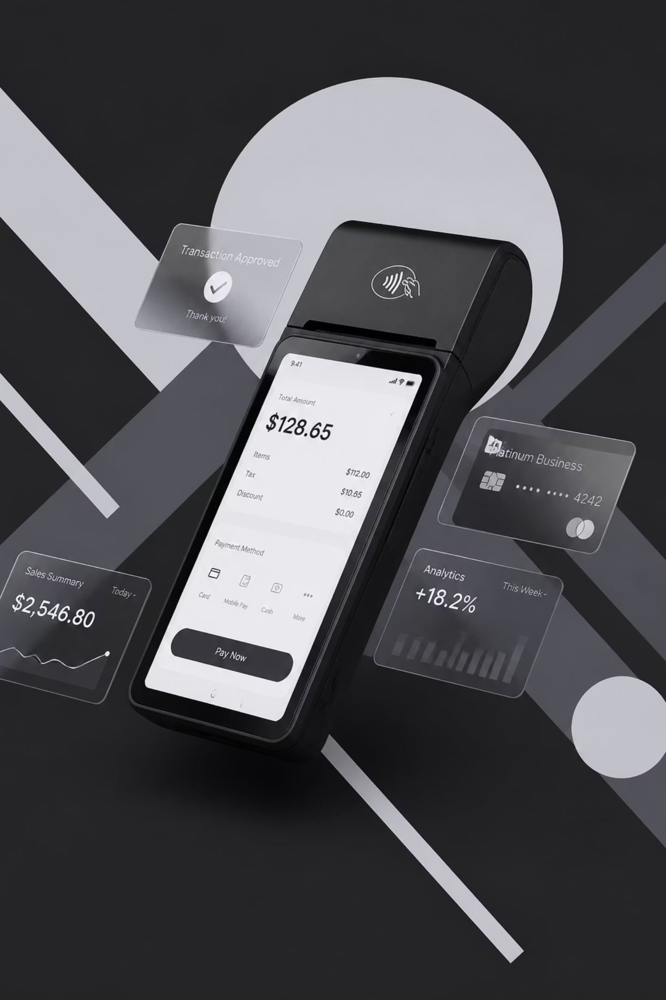 Transaction Approved
Thank you!
9:41
Total Amount
$128.65
Items
$112.00
Tax
$10.65
Discount
$0.00
Payment Method
Card
Mobile Pay
Cash
More
Pay Now
Platinum Business
•••• •••• 4242
Sales Summary
Today
$2,546.80
Analytics
This Week
+18.2%